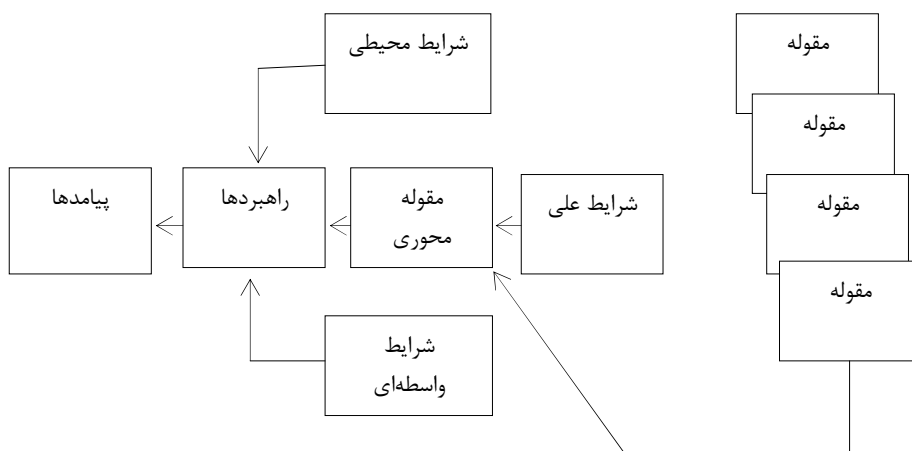 شرایط محیطی
مقوله
مقوله
مقوله
مقوله
شرایط علی
مقوله
محوری
راهبردها
پیامدها
شرایط
واسطه‌ای